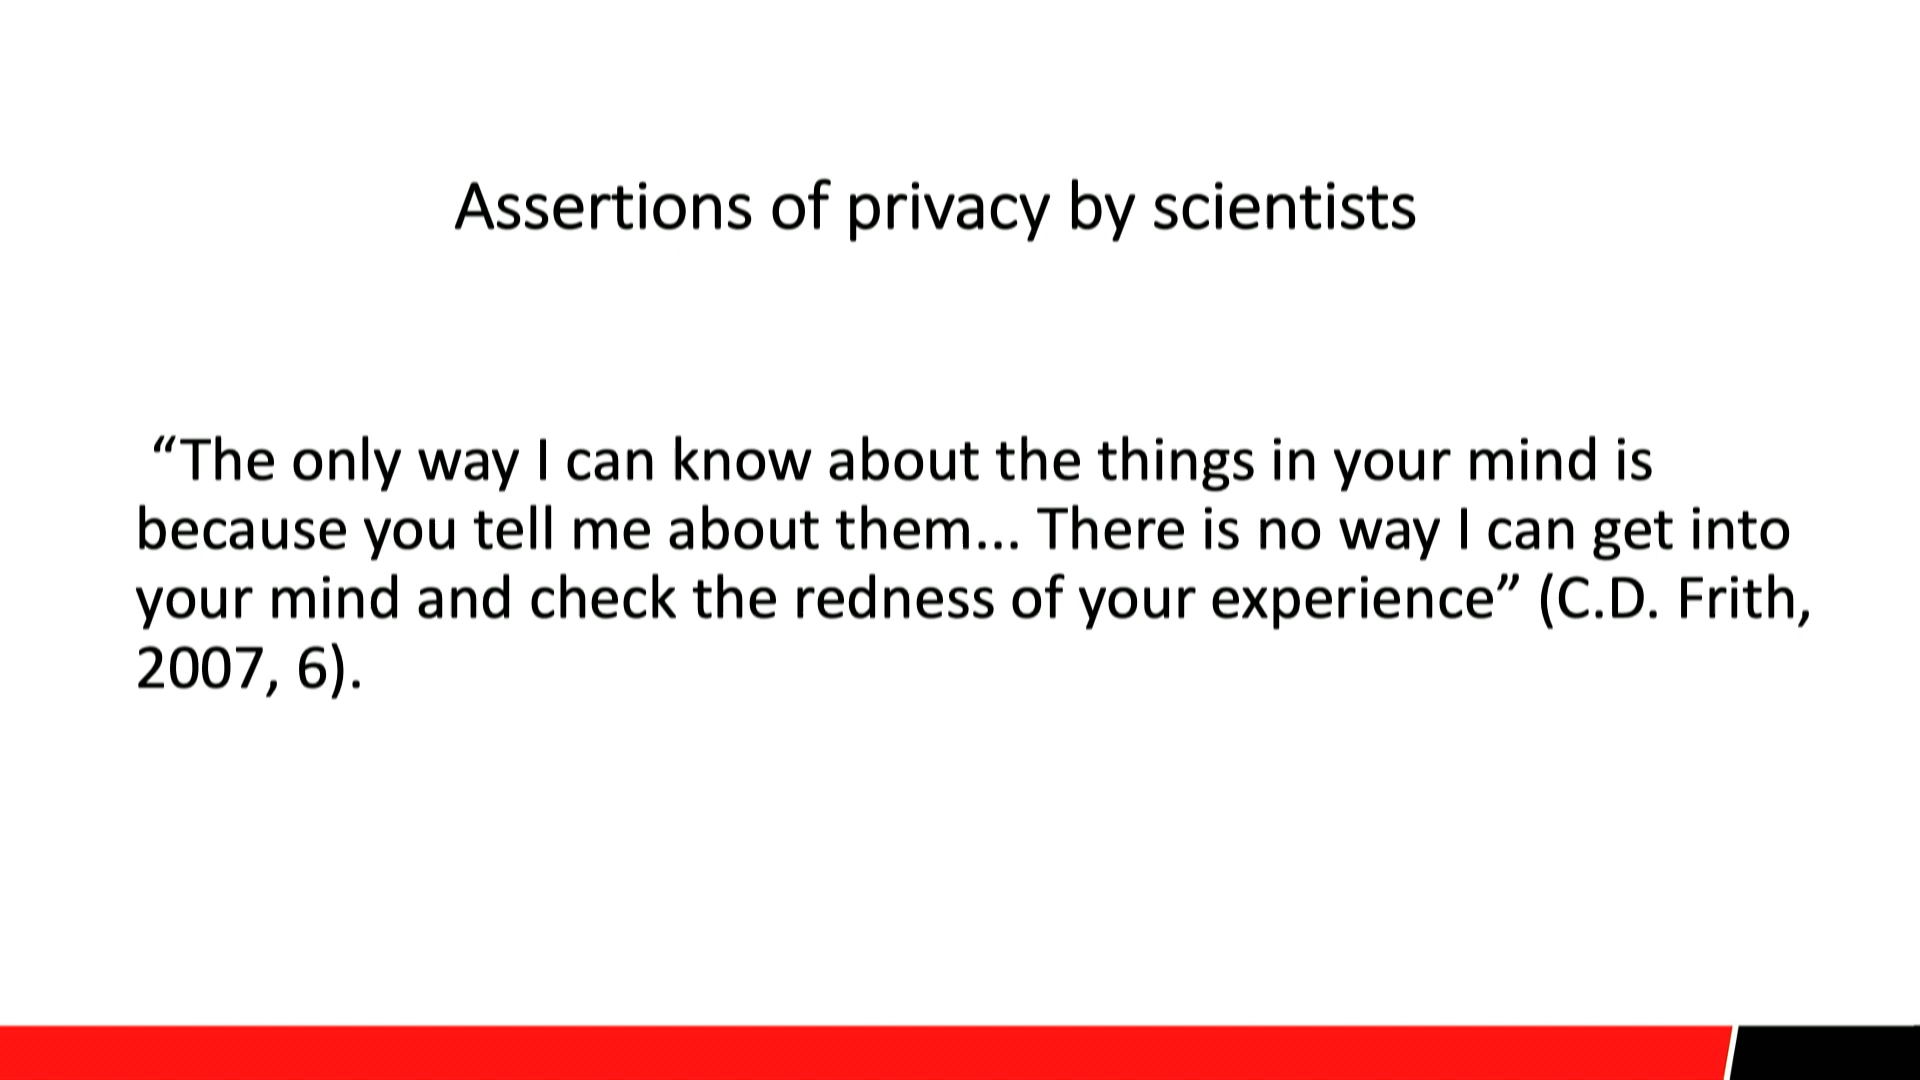 Assertions of privacy by scientists
“The only way I can know about the things in your mind is
because you tell me about them... There is no way I can get into
your mind and check the redness of your experience” (C.D. Frith,
2007, 6).